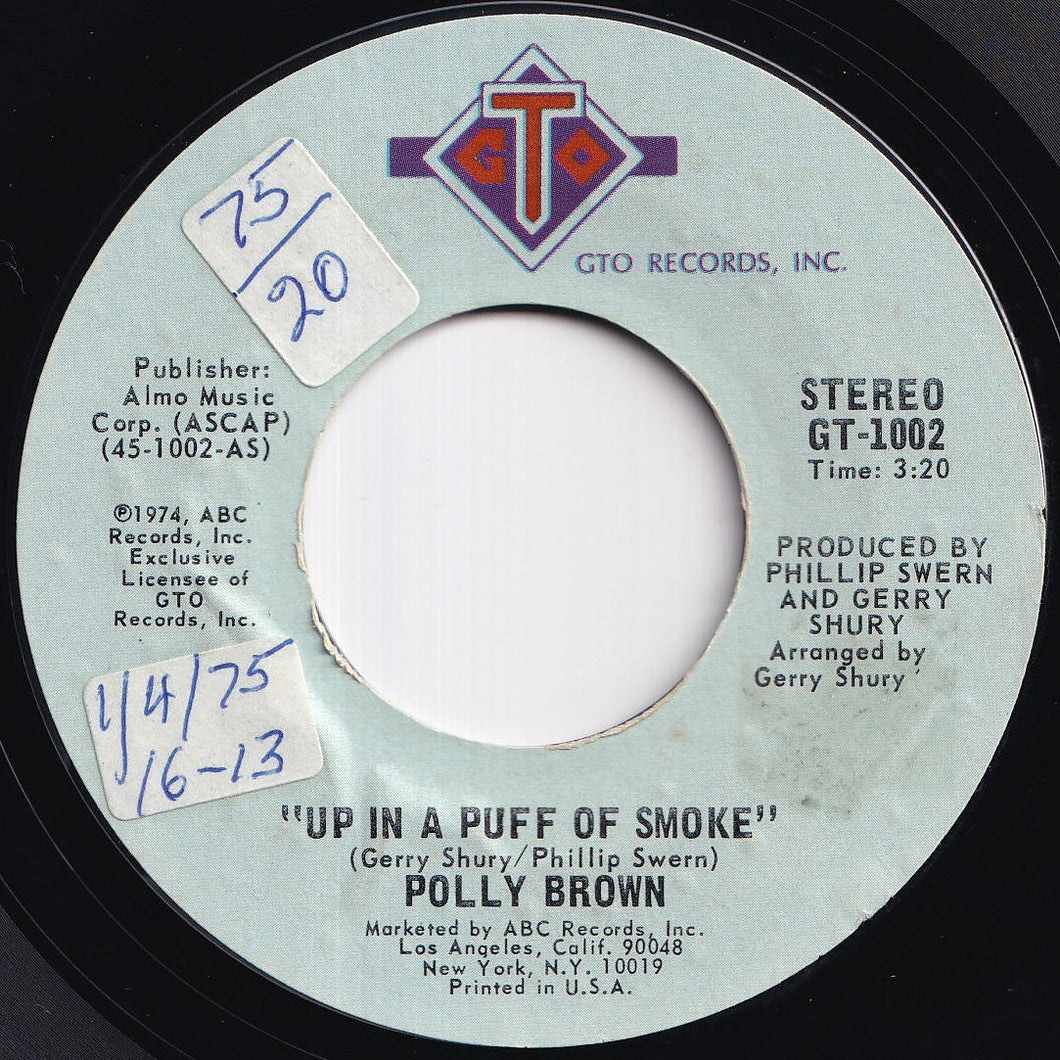 GTO
GTO RECORDS, INC.
75/20
Publisher:
Almo Music
Corp. (ASCAP)
(45-1002-AS)
STEREO
GT-1002
Time: 3:20
℗1974, ABC
Records, Inc.
Exclusive
Licensee of
GTO
Records, Inc.
PRODUCED BY
PHILLIP SWERN
AND GERRY
SHURY
Arranged by
Gerry Shury
1/4/75
16-13
"UP IN A PUFF OF SMOKE"
(Gerry Shury/Phillip Swern)
POLLY BROWN
Marketed by ABC Records, Inc.
Los Angeles, Calif. 90048
New York, N.Y. 10019
Printed in U.S.A.